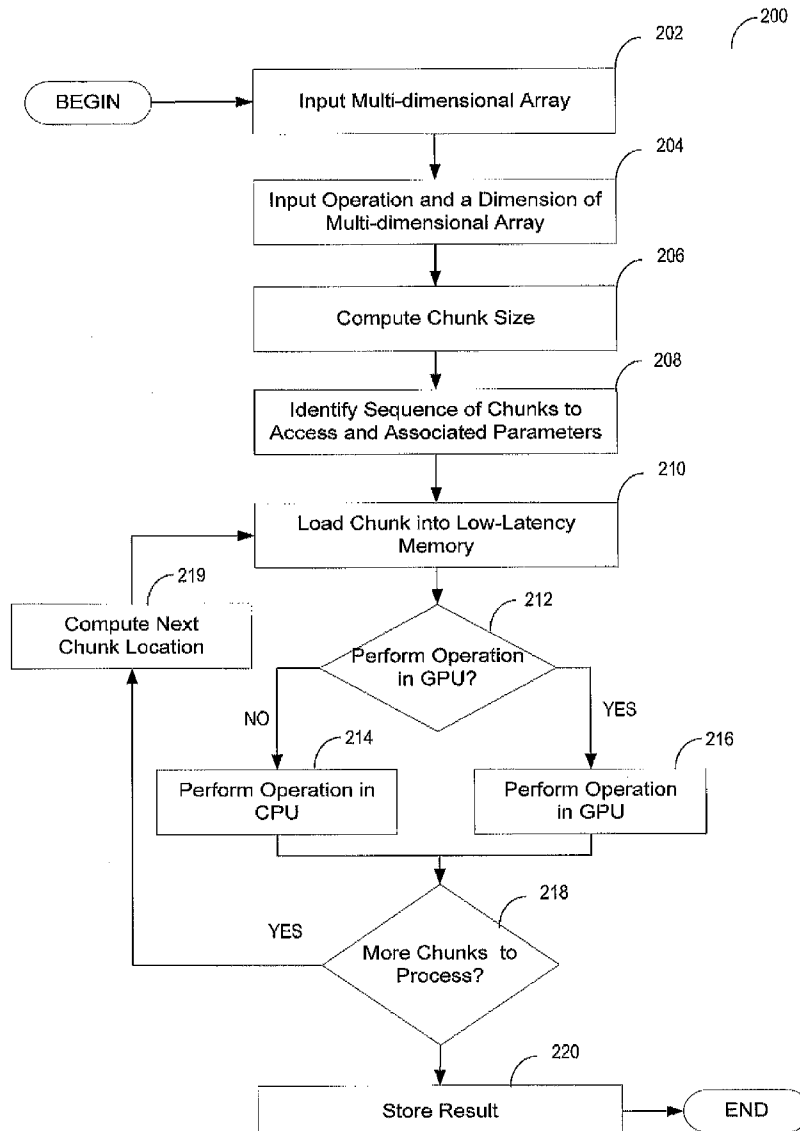 202
200
BEGIN
Input Multi-dimensional Array
204
Input Operation and a Dimension of
Multi-dimensional Array
206
Compute Chunk Size
208
Identify Sequence of Chunks to
Access and Associated Parameters
210
Load Chunk into Low-Latency
Memory
219
Compute Next
Chunk Location
212
Perform Operation
in GPU?
NO
YES
214
Perform Operation in
CPU
216
Perform Operation
in GPU
218
YES
More Chunks to
Process?
220
Store Result
END